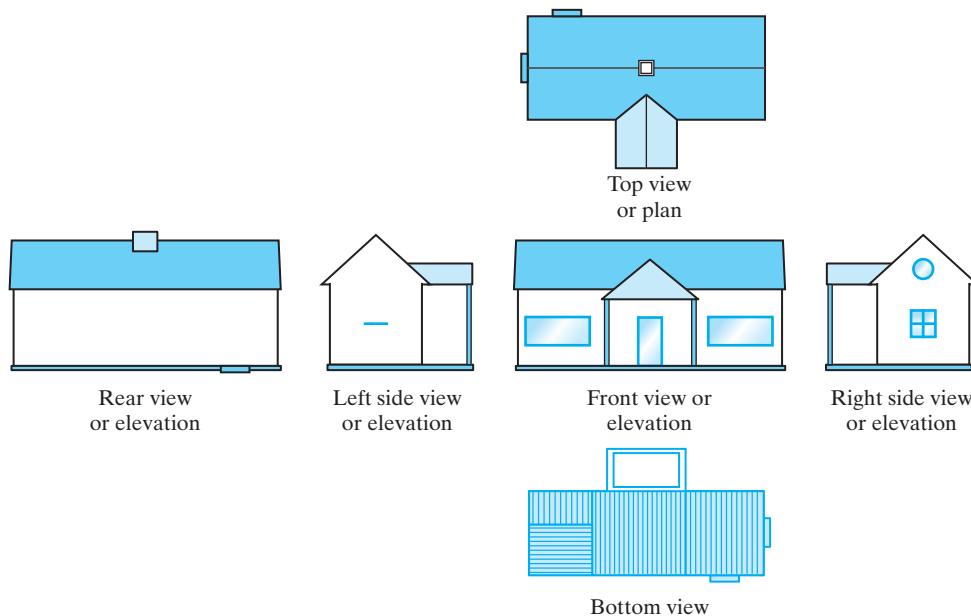 Top view
or plan
Rear view
or elevation
Left side view
or elevation
Front view or
elevation
Right side view
or elevation
Bottom view